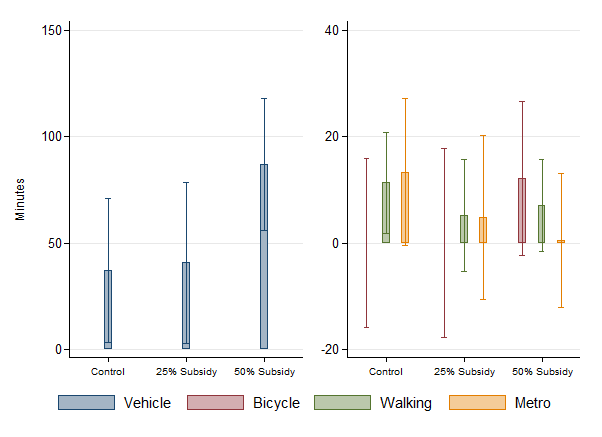 Minutes
150
100
50
0
Control 25% Subsidy 50% Subsidy
40
20
0
-20
Control 25% Subsidy 50% Subsidy
Vehicle Bicycle Walking Metro